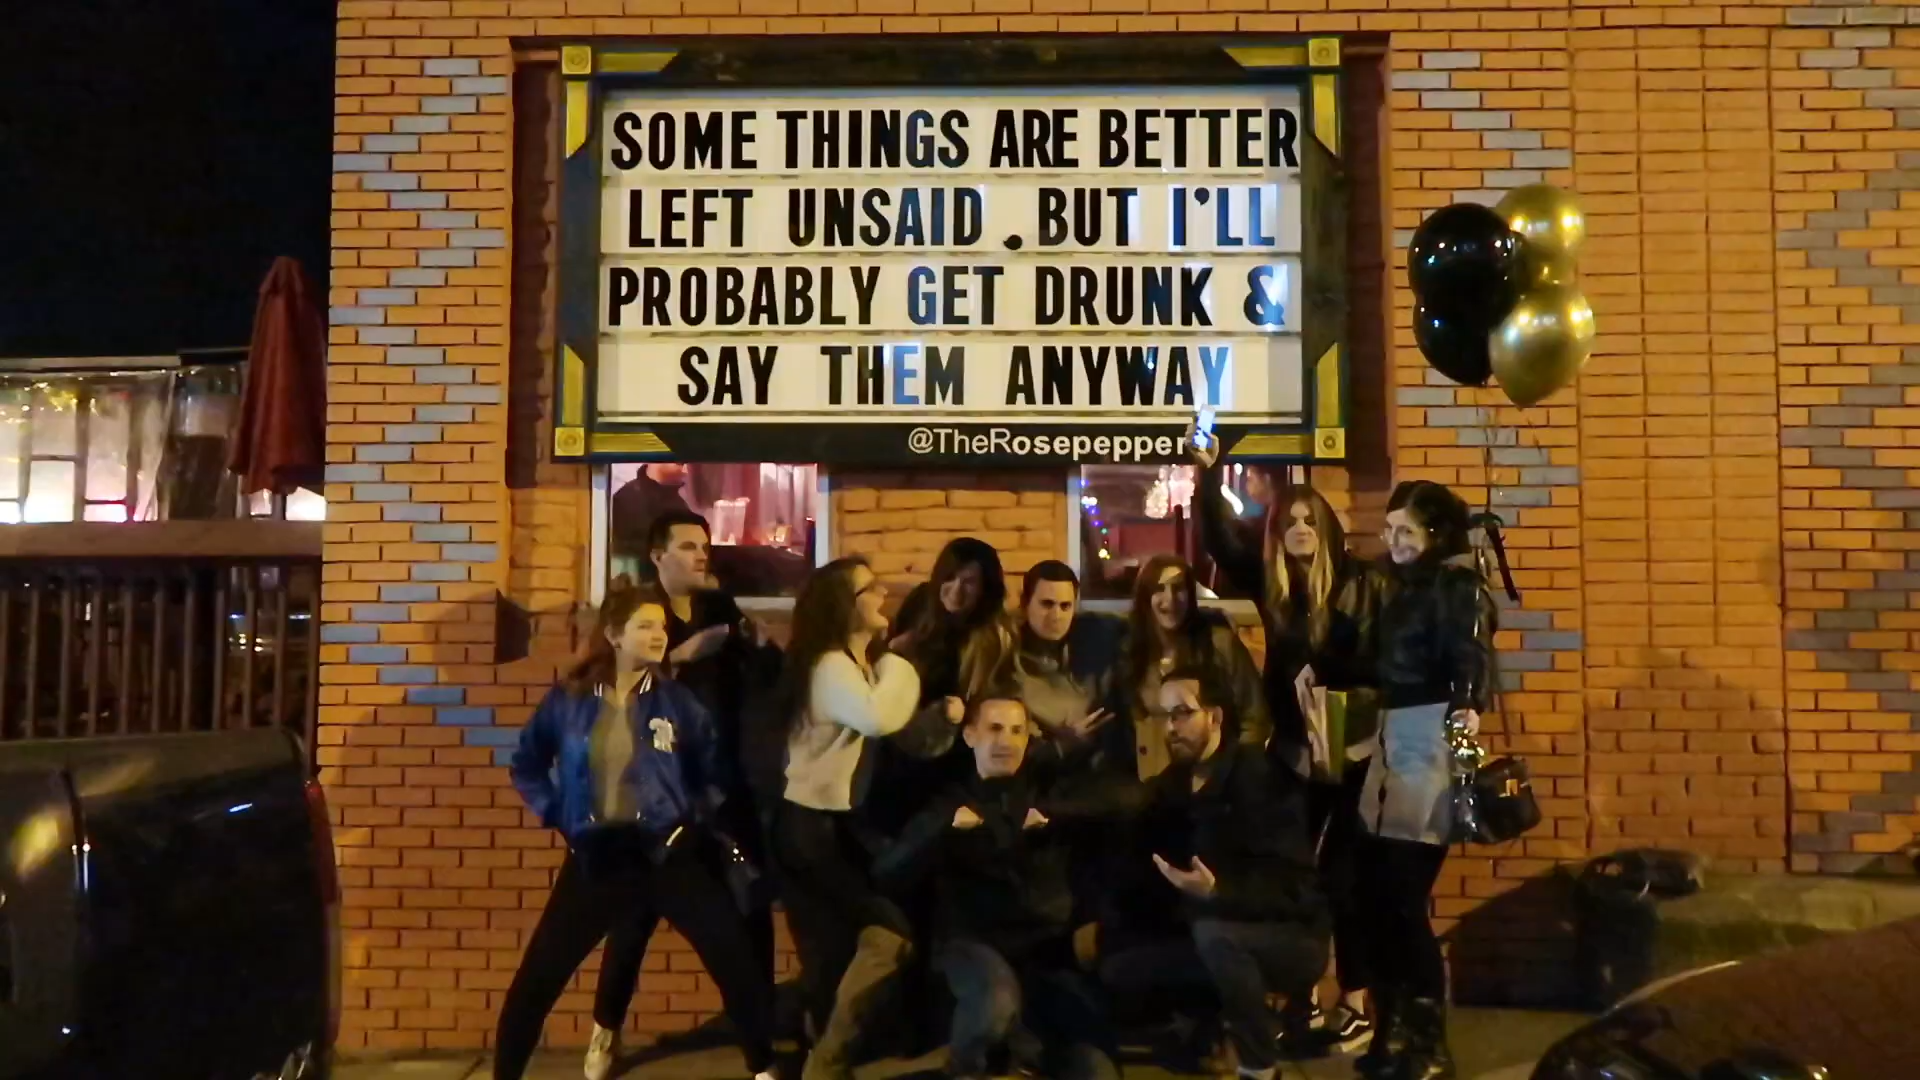 SOME THINGS ARE BETTER
LEFT UNSAID . BUT I'LL
PROBABLY GET DRUNK &
SAY THEM ANYWAY
@TheRosepepper